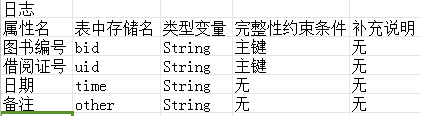 日志
属性名 表中存储名 类型变量 完整性约束条件 补充说明
图书编号 bid String 主键 无
借阅证号 uid String 主键 无
日期 time String 无 无
备注 other String 无 无